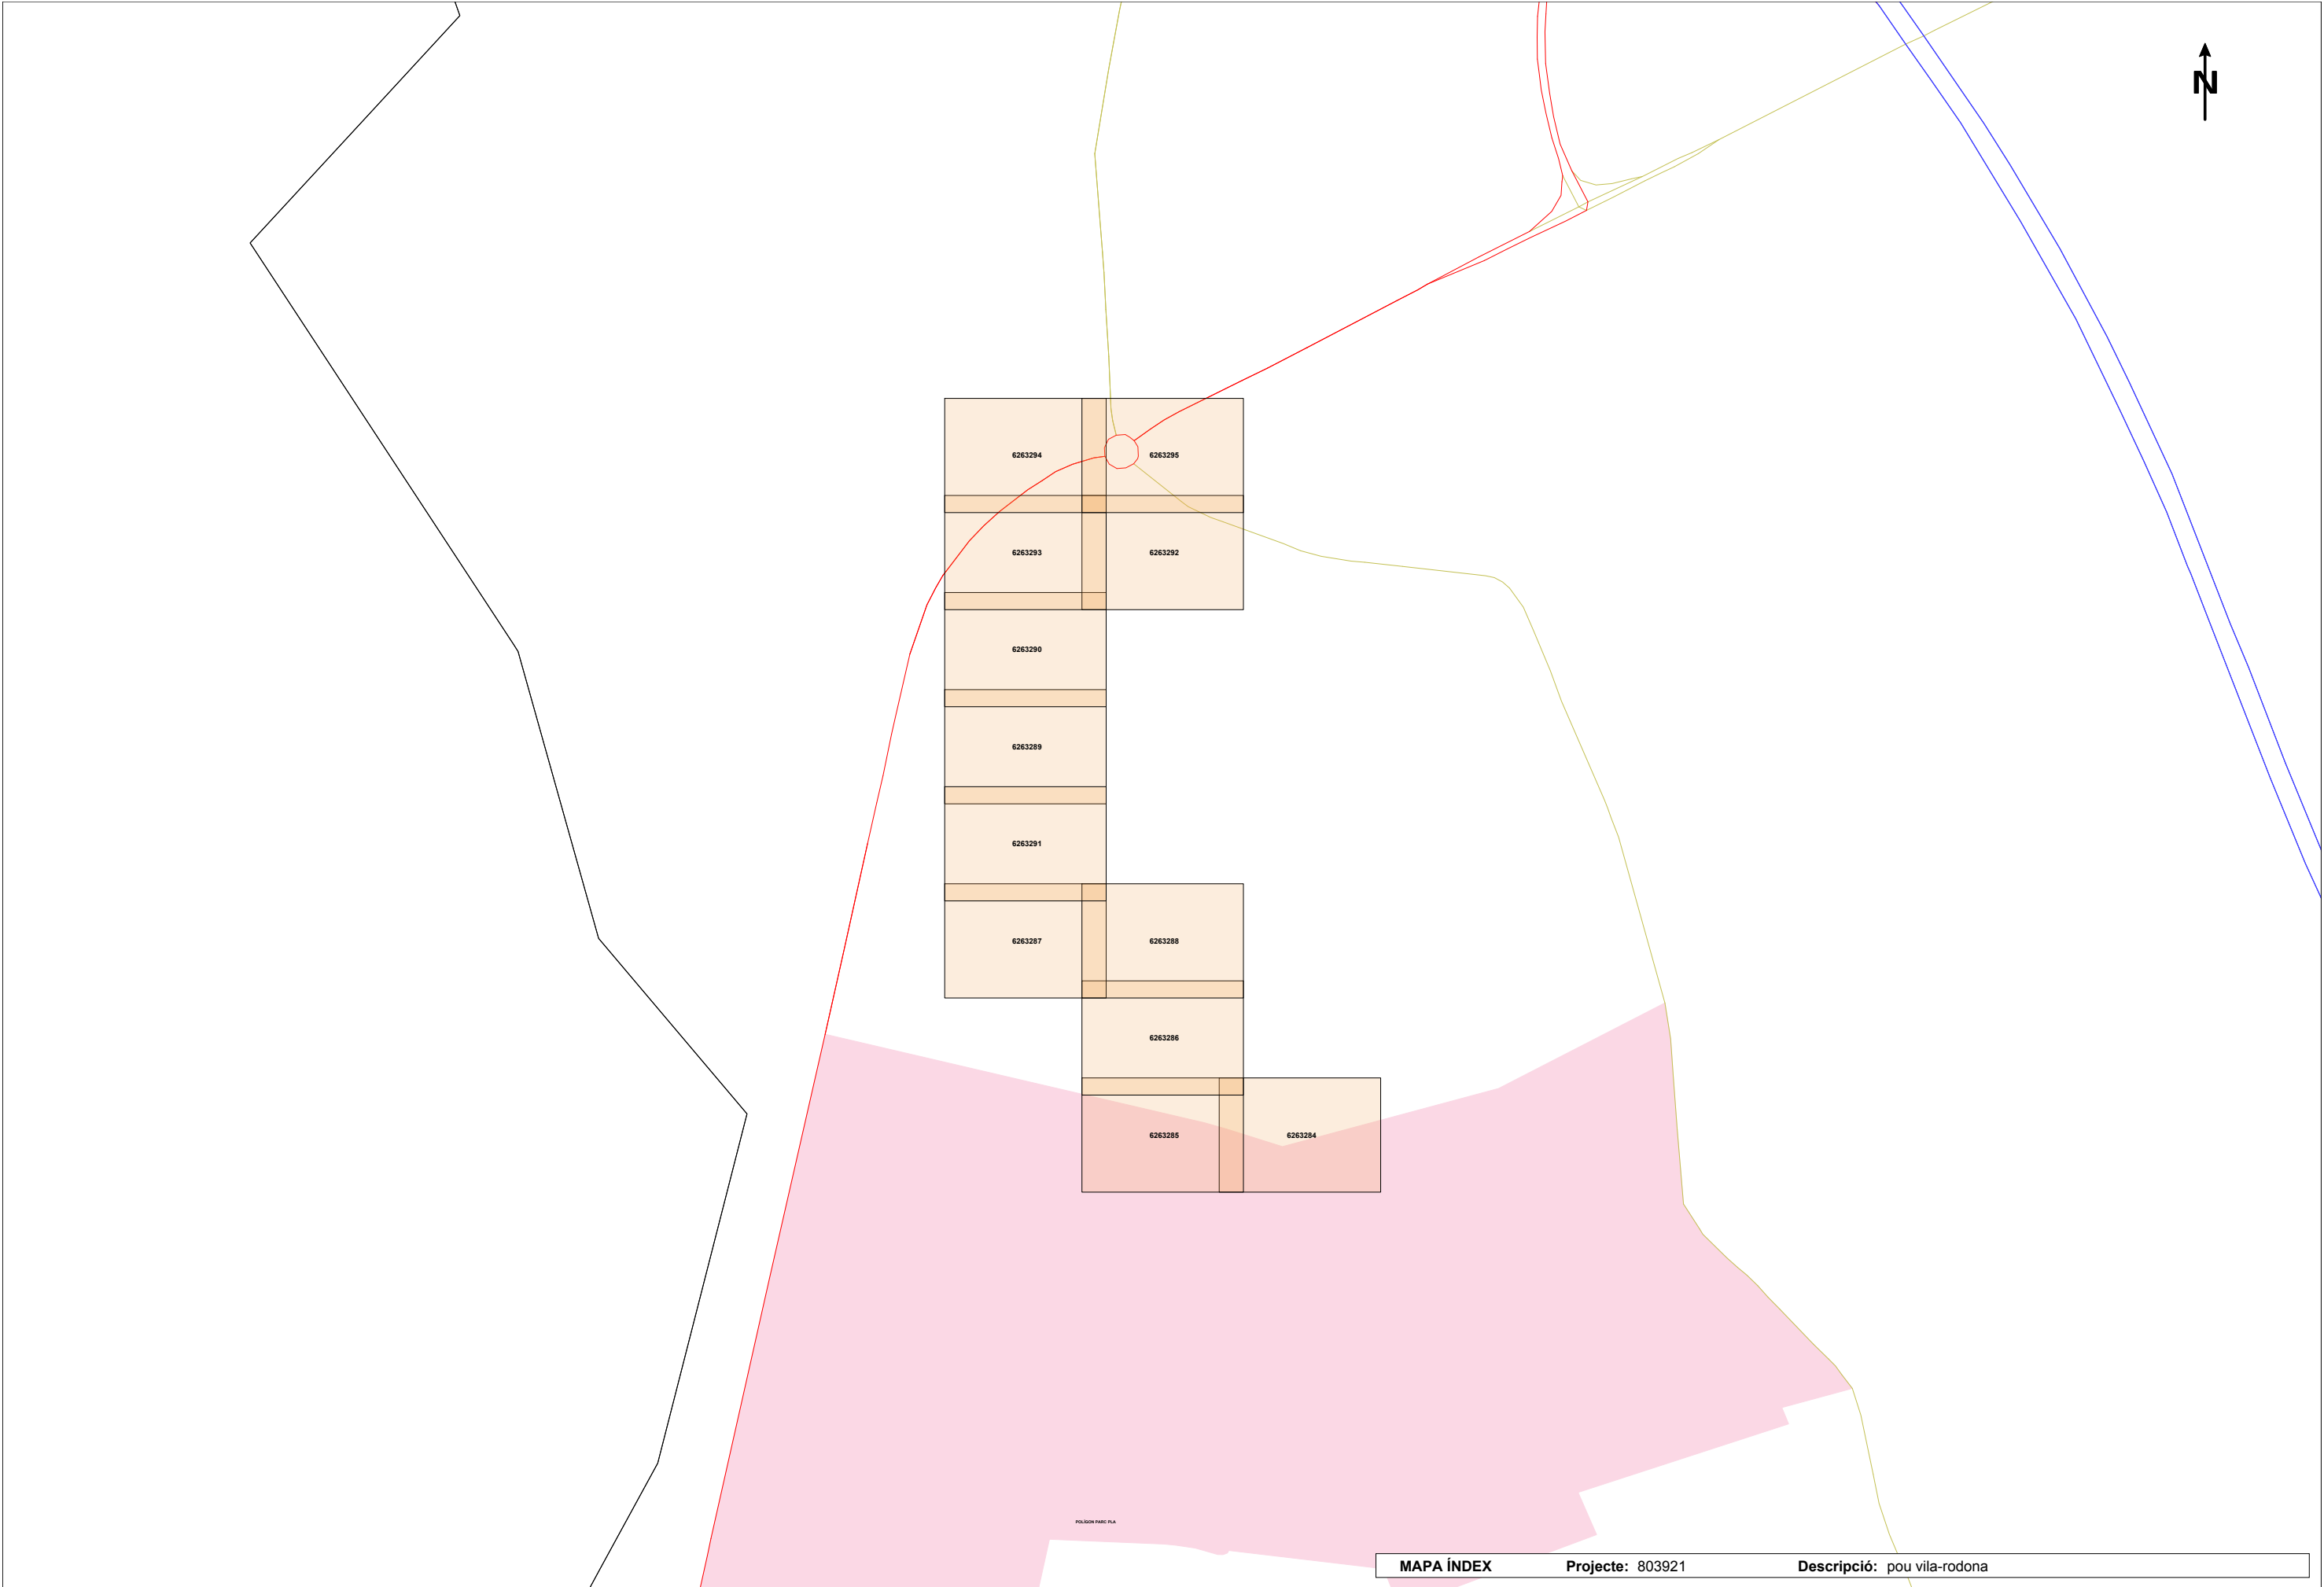 N
6263294 6263295
6263293 6263292
6263290
6263289
6263291
6263287 6263288
6263286
6263285 6263284
POLÍGON PARC PLA
MAPA ÍNDEX Projecte: 803921 Descripció: pou vila-rodona